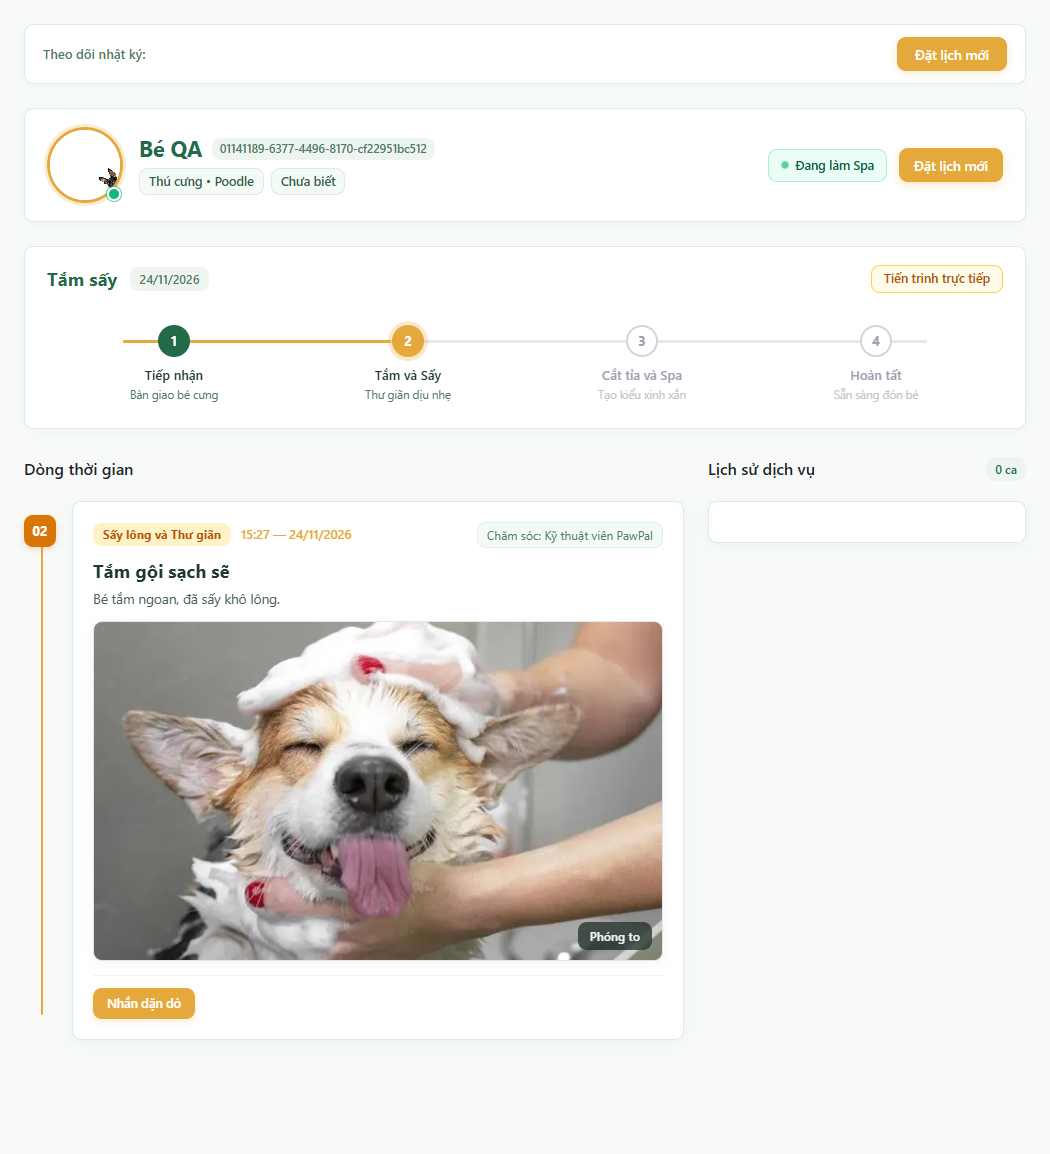 Theo dõi nhật ký:
Đặt lịch mới
Bé QA
01141189-6377-4496-8170-cf22951bc512
Thú cưng • Poodle
Chưa biết
Đang làm Spa
Đặt lịch mới
Tắm sấy
24/11/2026
Tiến trình trực tiếp
1
2
3
4
Tiếp nhận
Tắm và Sấy
Cắt tỉa và Spa
Hoàn tất
Bàn giao bé cưng
Thư giãn dịu nhẹ
Tạo kiểu xinh xắn
Sẵn sàng đón bé
Dòng thời gian
Lịch sử dịch vụ
0 ca
02
Sấy lông và Thư giãn
15:27 — 24/11/2026
Chăm sóc: Kỹ thuật viên PawPal
Tắm gội sạch sẽ
Bé tắm ngoan, đã sấy khô lông.
Phóng to
Nhắn dặn dò